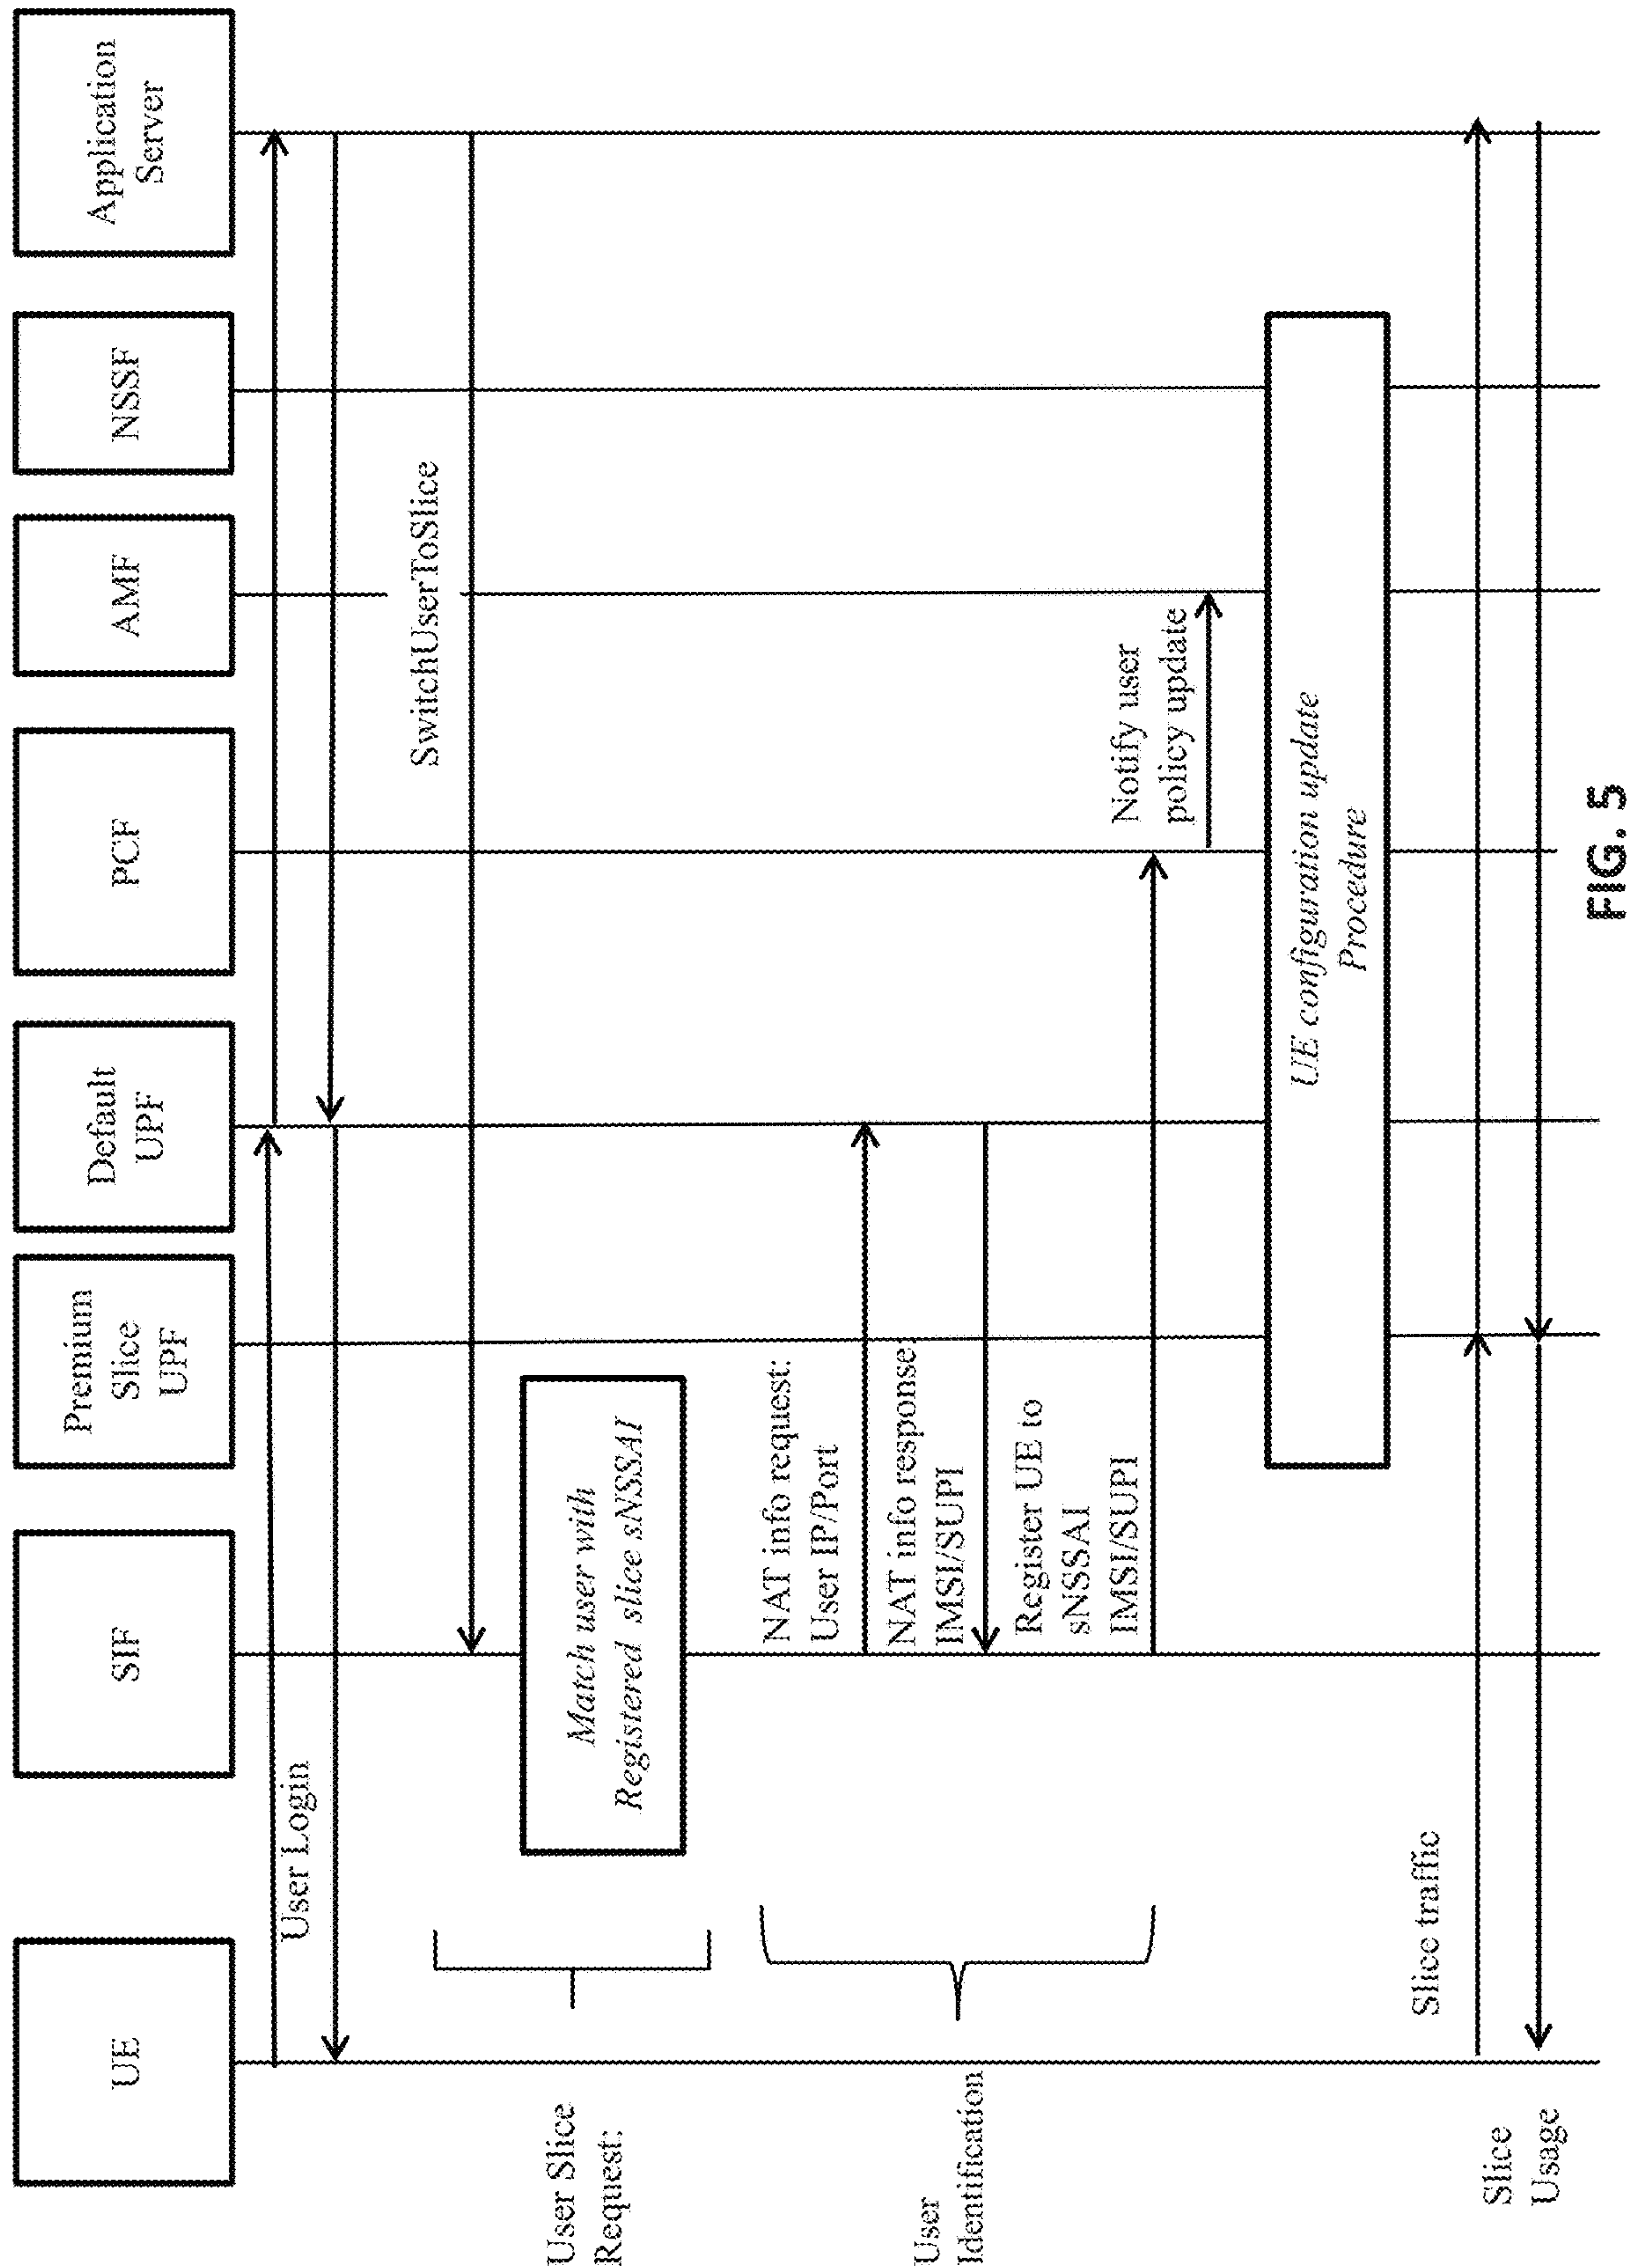 UE
SIF
Premium
Slice
UPF
Default
UPF
PCF
AMF
NSSF
Application
Server
User Login
SwitchUserToSlice
User Slice
Request:
Match user with
Registered slice sNSSAI
User
Identification
NAT info request:
User IP/Port
NAT info response:
IMSI/SUPI
Register UE to
sNSSAI
IMSI/SUPI
Notify user
policy update
UE configuration update
Procedure
Slice
Usage
Slice traffic
FIG. 5